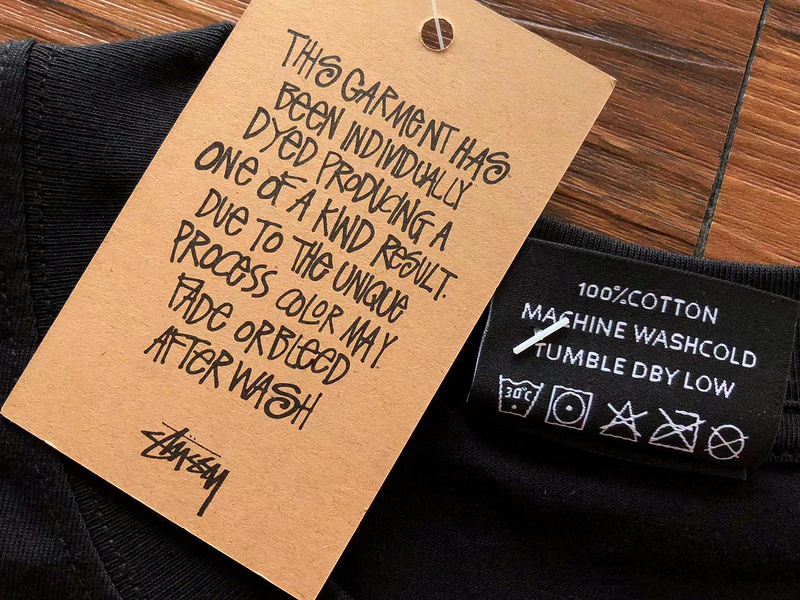 THIS GARMENT HAS
BEEN INDIVIDUALLY
DYED PRODUCING A
ONE OF A KIND RESULT.
DUE TO THE UNIQUE
PROCESS COLOR MAY
FADE OR BLEED
AFTER WASH
STÜSSY
100%COTTON
MACHINE WASHCOLD
TUMBLE DBY LOW
30°C